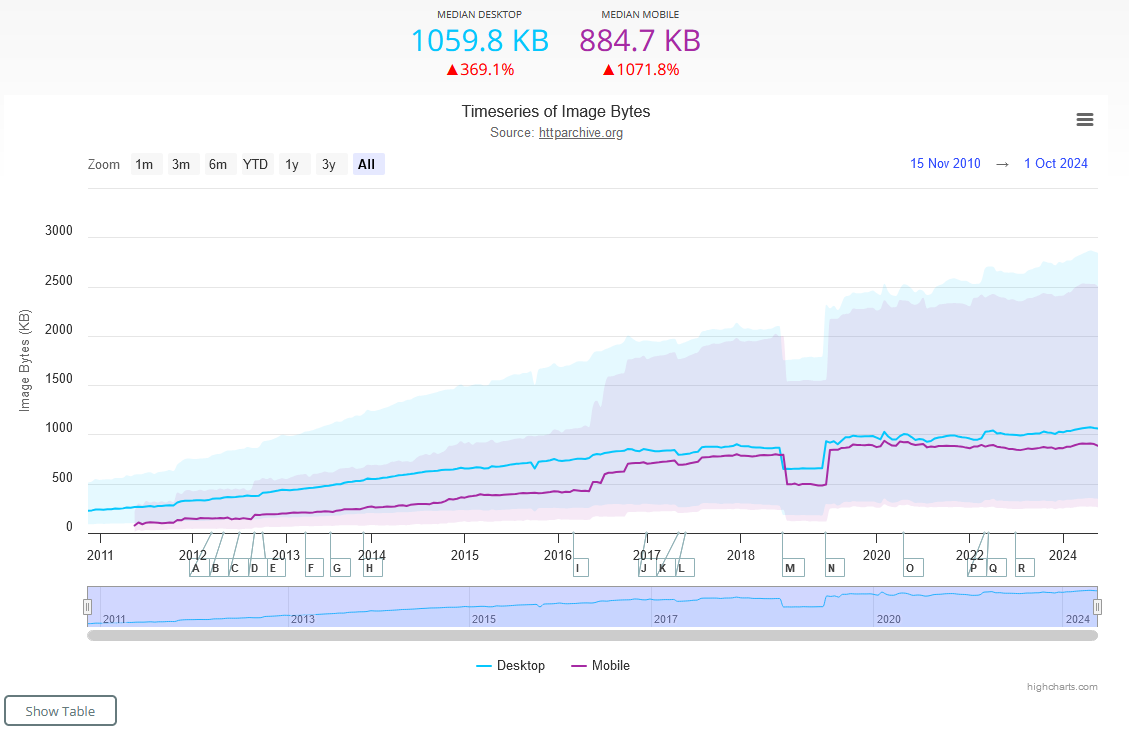 MEDIAN DESKTOP MEDIAN MOBILE
1059.8 KB 884.7 KB
▲369.1% ▲1071.8%
Timeseries of Image Bytes
Source: httparchive.org
Zoom 1m 3m 6m YTD 1y 3y All 15 Nov 2010 → 1 Oct 2024
3000
2500
2000
1500
1000
500
0
Image Bytes (KB)
2011 2012 2013 2014 2015 2016 2017 2018 2020 2022 2024
A B C D E F G H I J K L M N O P Q R
2011 2013 2015 2017 2020 2024
Desktop Mobile
highcharts.com
Show Table